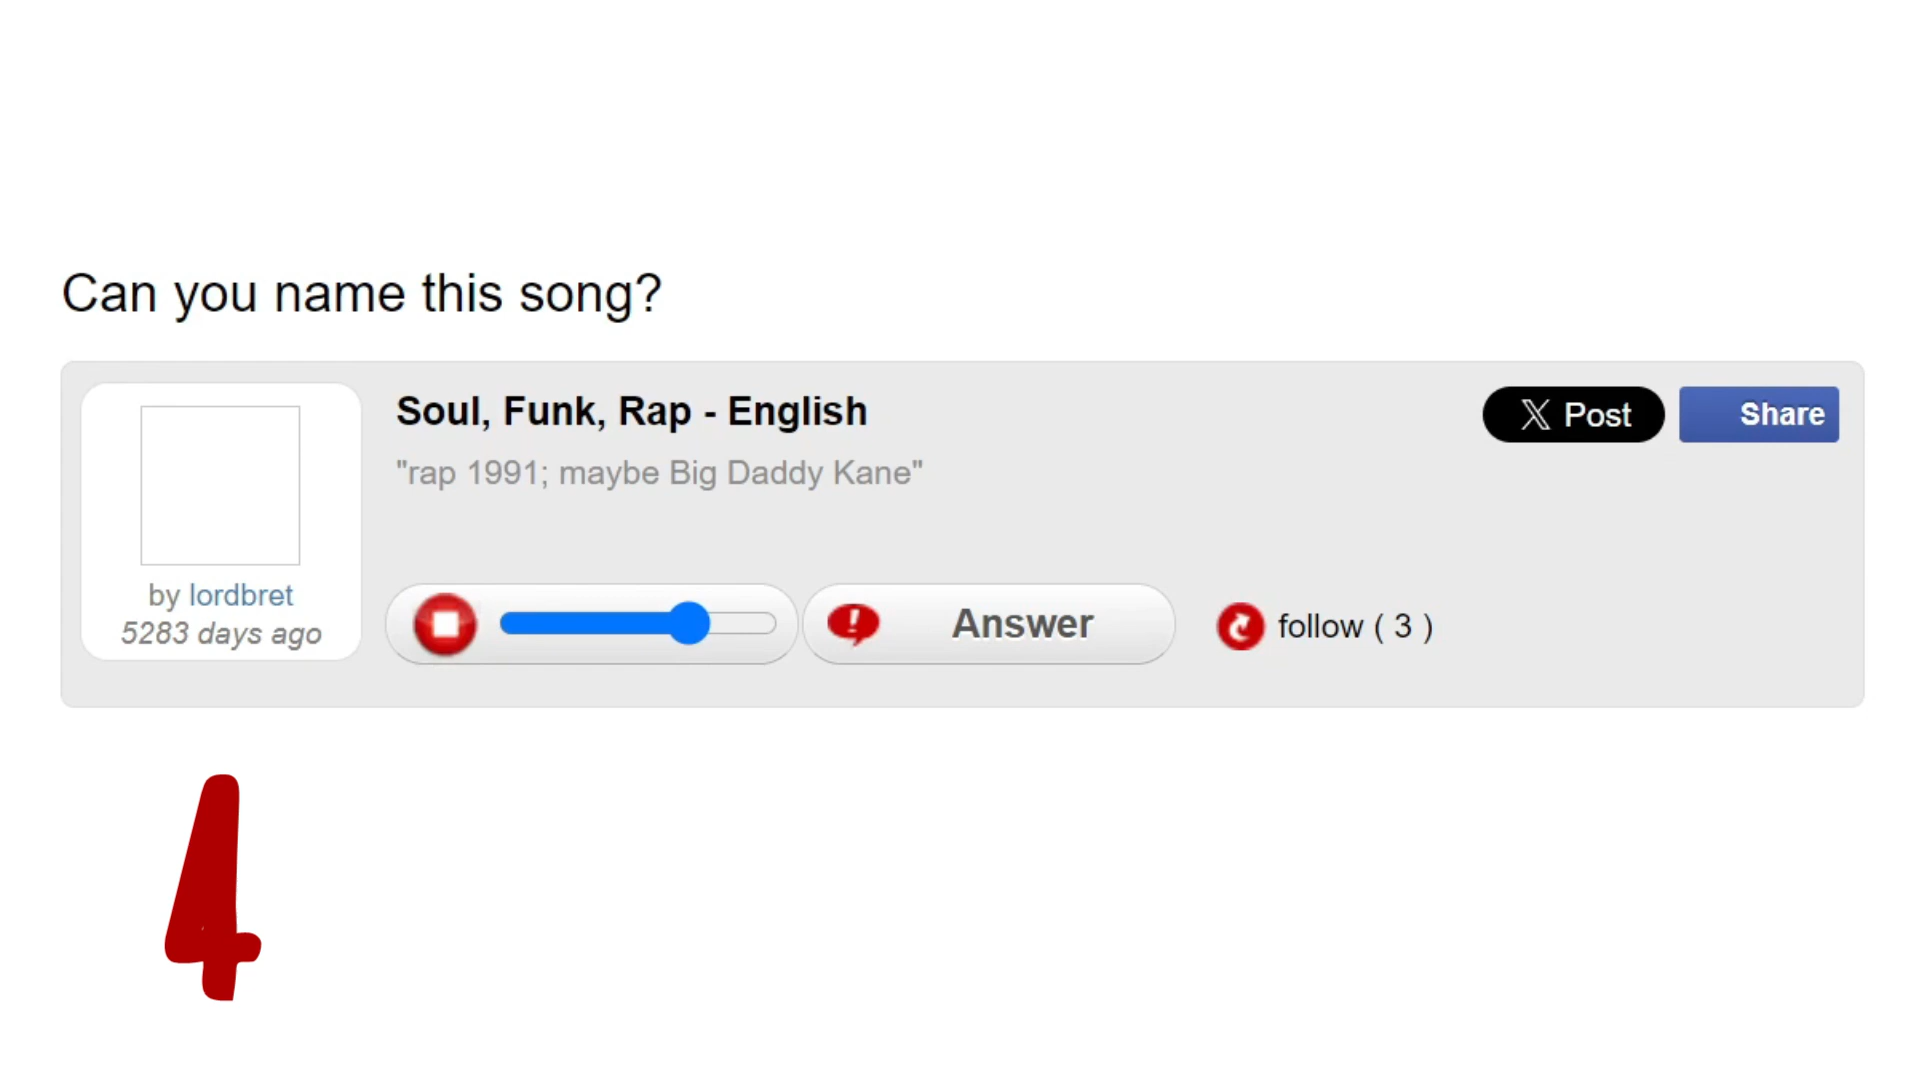 Can you name this song?
Soul, Funk, Rap - English
𝕏 Post
Share
"rap 1991; maybe Big Daddy Kane"
by lordbret
5283 days ago
Answer
follow ( 3 )
4